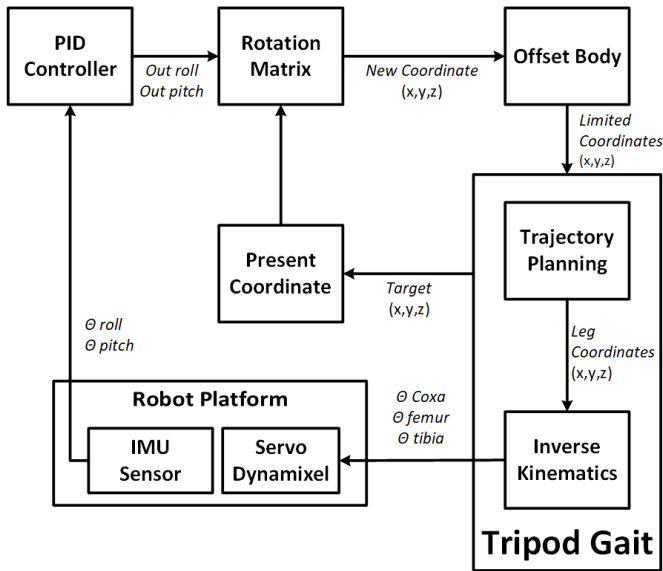 PID
Controller
Out roll
Out pitch
Rotation
Matrix
New Coordinate
(x,y,z)
Offset Body
Limited
Coordinates
(x,y,z)
Trajectory
Planning
Present
Coordinate
Target
(x,y,z)
Θ roll
Θ pitch
Leg
Coordinates
(x,y,z)
Robot Platform
IMU
Sensor
Servo
Dynamixel
Θ Coxa
Θ femur
Θ tibia
Inverse
Kinematics
Tripod Gait